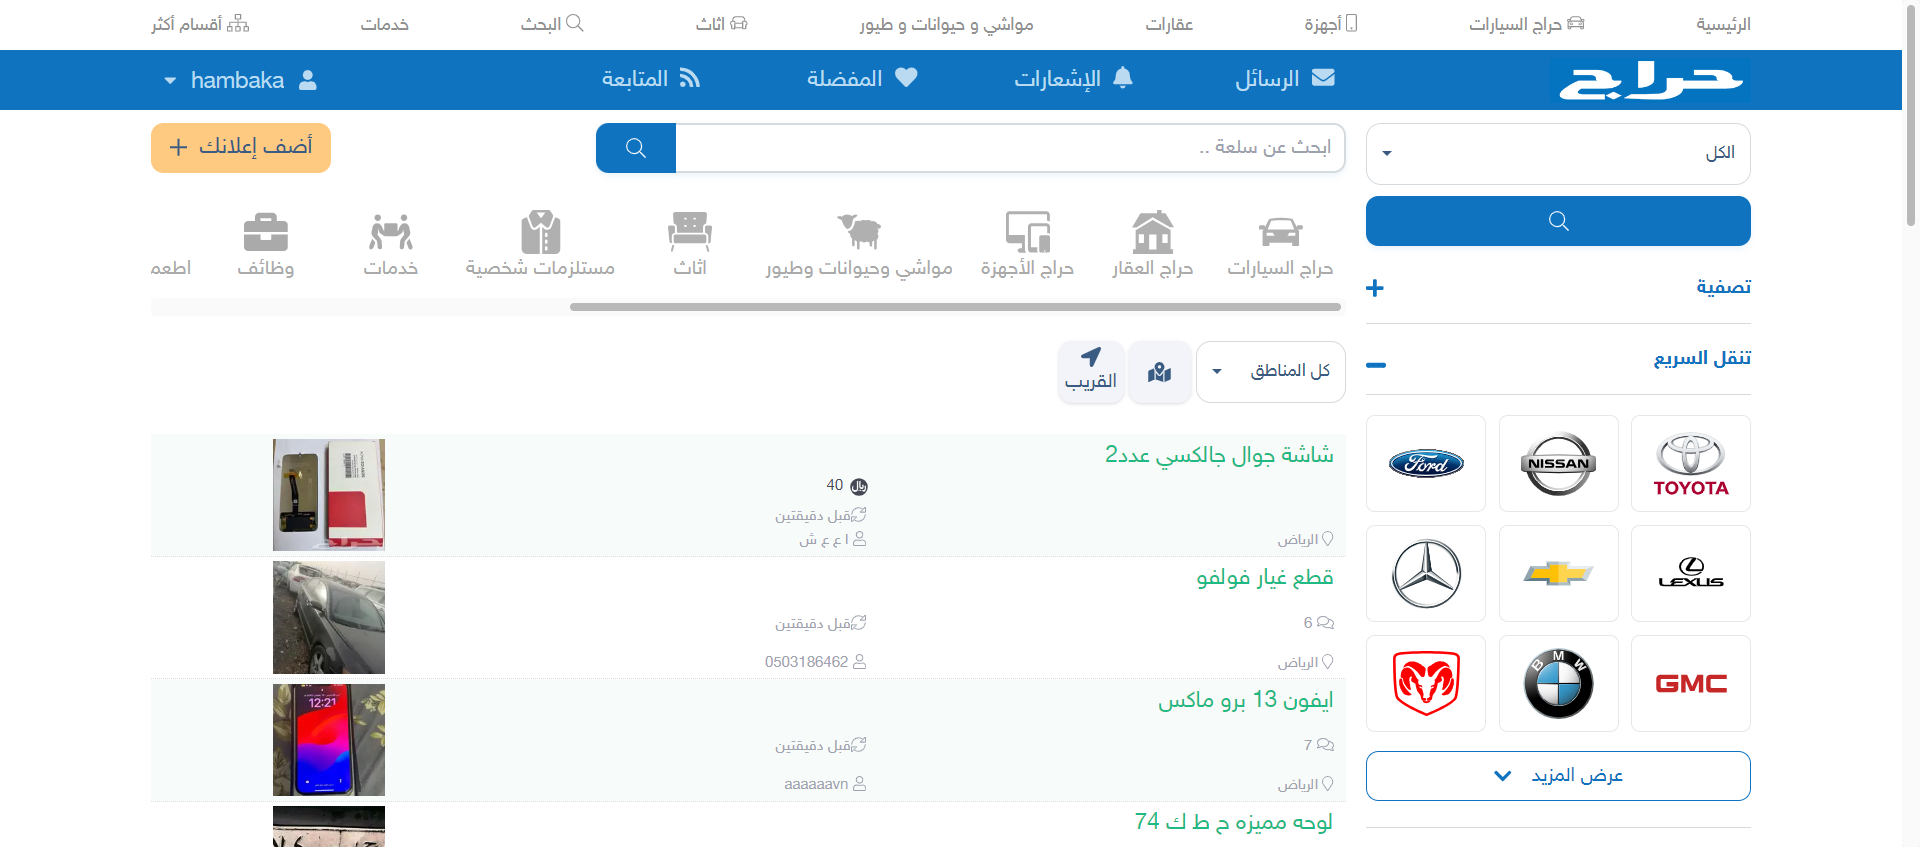 الرئيسية
حراج السيارات
أجهزة
عقارات
مواشي و حيوانات و طيور
اثاث
البحث
خدمات
أقسام أكثر
حراج
الرسائل
الإشعارات
المفضلة
المتابعة
hambaka
الكل
ابحث عن سلعة ..
أضف إعلانك
حراج السيارات
حراج العقار
حراج الأجهزة
مواشي وحيوانات وطيور
اثاث
مستلزمات شخصية
خدمات
وظائف
اطعم
تصفية
تنقل السريع
TOYOTA
NISSAN
Ford
LEXUS
GMC
BMW
عرض المزيد
كل المناطق
القريب
شاشة جوال جالكسي عدد2
ريال 40
قبل دقيقتين
الرياض
ا ع ع ش
قطع غيار فولفو
6
قبل دقيقتين
الرياض
0503186462
ايفون 13 برو ماكس
7
قبل دقيقتين
الرياض
aaaaaavn
12:21
لوحه مميزه ح ط ك 74